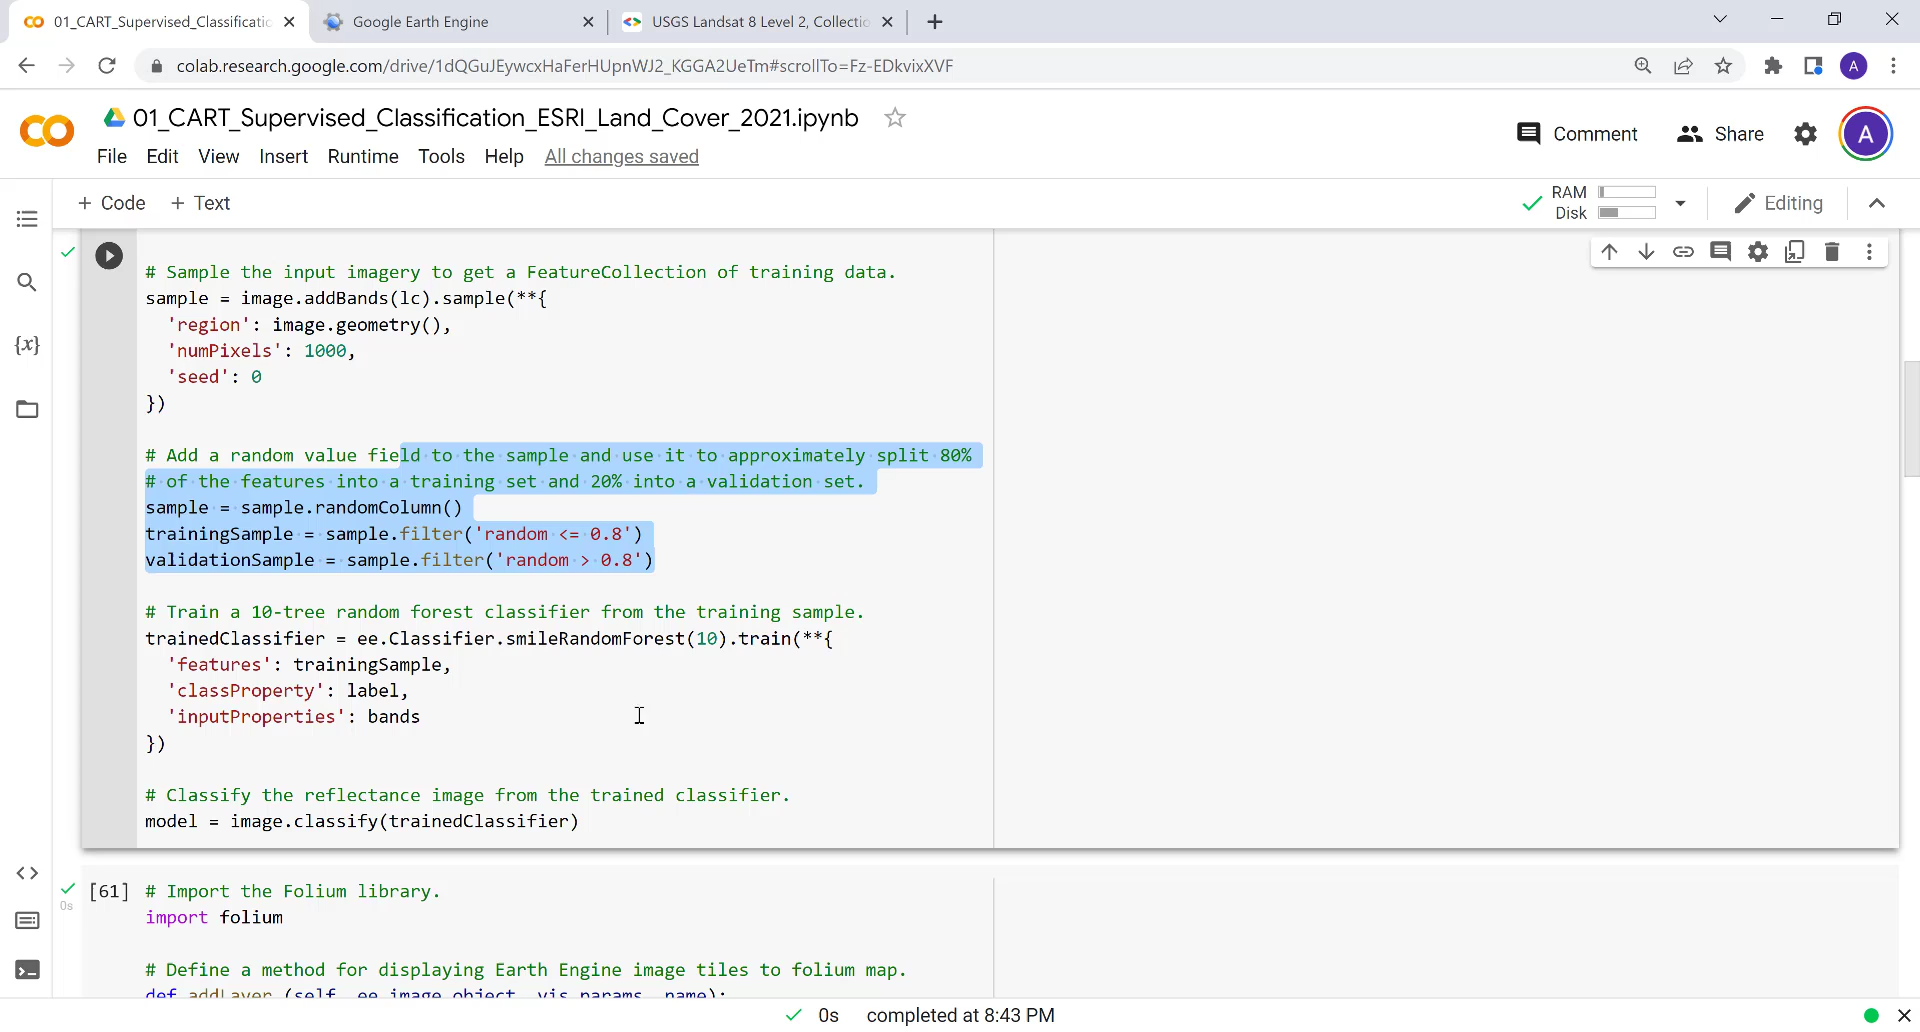 01_CART_Supervised_Classificatic
Google Earth Engine
USGS Landsat 8 Level 2, Collectio
colab.research.google.com/drive/1dQGuJEywcxHaFerHUpnWJ2_KGGA2UeTm#scrollTo=Fz-EDkvixXVF
A
01_CART_Supervised_Classification_ESRI_Land_Cover_2021.ipynb
File Edit View Insert Runtime Tools Help All changes saved
Comment Share A
+ Code + Text
RAM
Disk
Editing
# Sample the input imagery to get a FeatureCollection of training data.
sample = image.addBands(lc).sample(**{
'region': image.geometry(),
'numPixels': 1000,
'seed': 0
})
# Add a random value field to the sample and use it to approximately split 80%
# of the features into a training set and 20% into a validation set.
sample = sample.randomColumn()
trainingSample = sample.filter('random <= 0.8')
validationSample = sample.filter('random > 0.8')
# Train a 10-tree random forest classifier from the training sample.
trainedClassifier = ee.Classifier.smileRandomForest(10).train(**{
'features': trainingSample,
'classProperty': label,
'inputProperties': bands
})
# Classify the reflectance image from the trained classifier.
model = image.classify(trainedClassifier)
[61] # Import the Folium library.
0s
import folium
# Define a method for displaying Earth Engine image tiles to folium map.
def addLayer (self, ee_image_object, vis_params, name):
0s completed at 8:43 PM